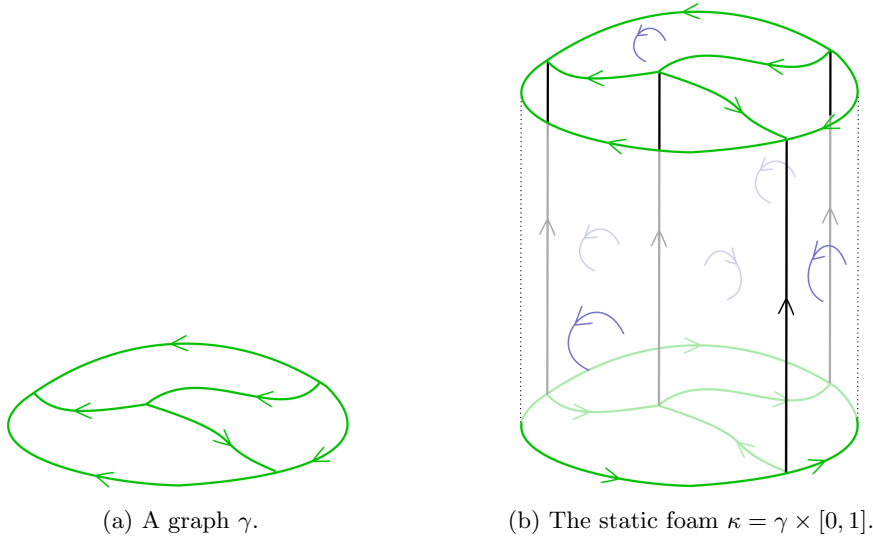 (a) A graph γ.
(b) The static foam κ = γ × [0, 1].